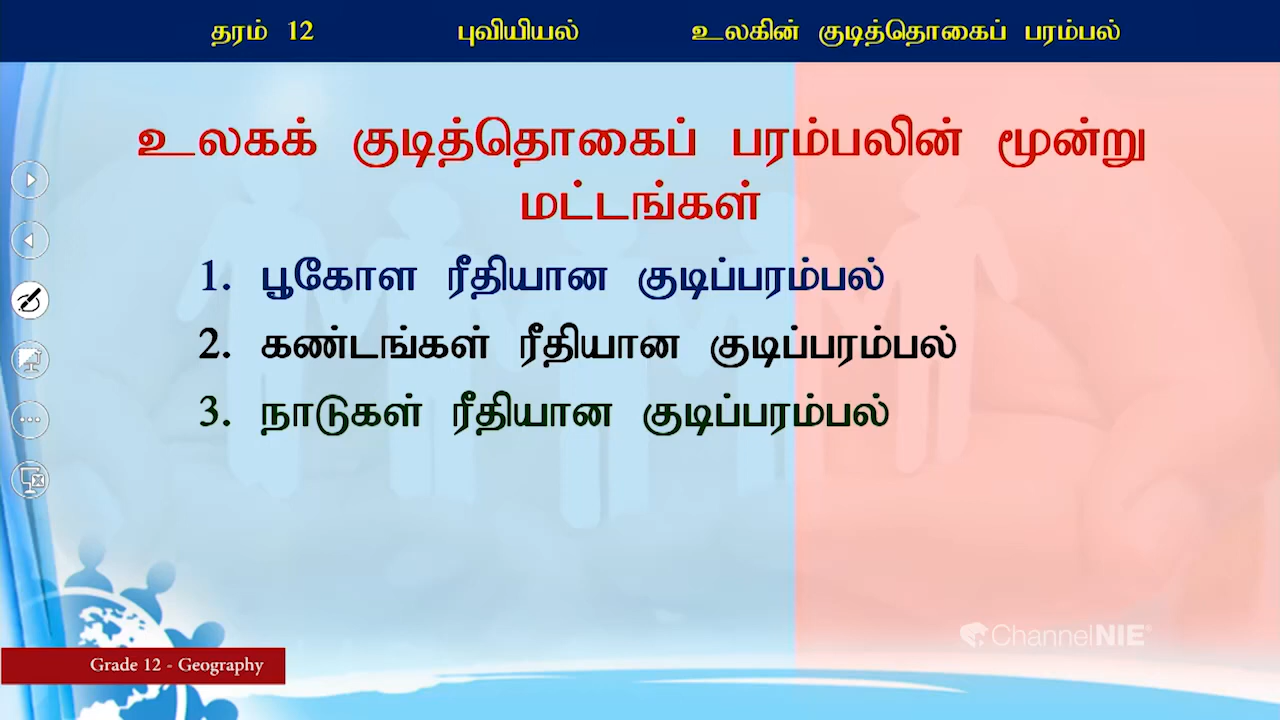 தரம் 12 புவியியல் உலகின் குடித்தொகைப் பரம்பல்
உலகக் குடித்தொகைப் பரம்பலின் மூன்று
மட்டங்கள்
1. பூகோள ரீதியான குடிப்பரம்பல்
2. கண்டங்கள் ரீதியான குடிப்பரம்பல்
3. நாடுகள் ரீதியான குடிப்பரம்பல்
ChannelNIE
Grade 12 - Geography